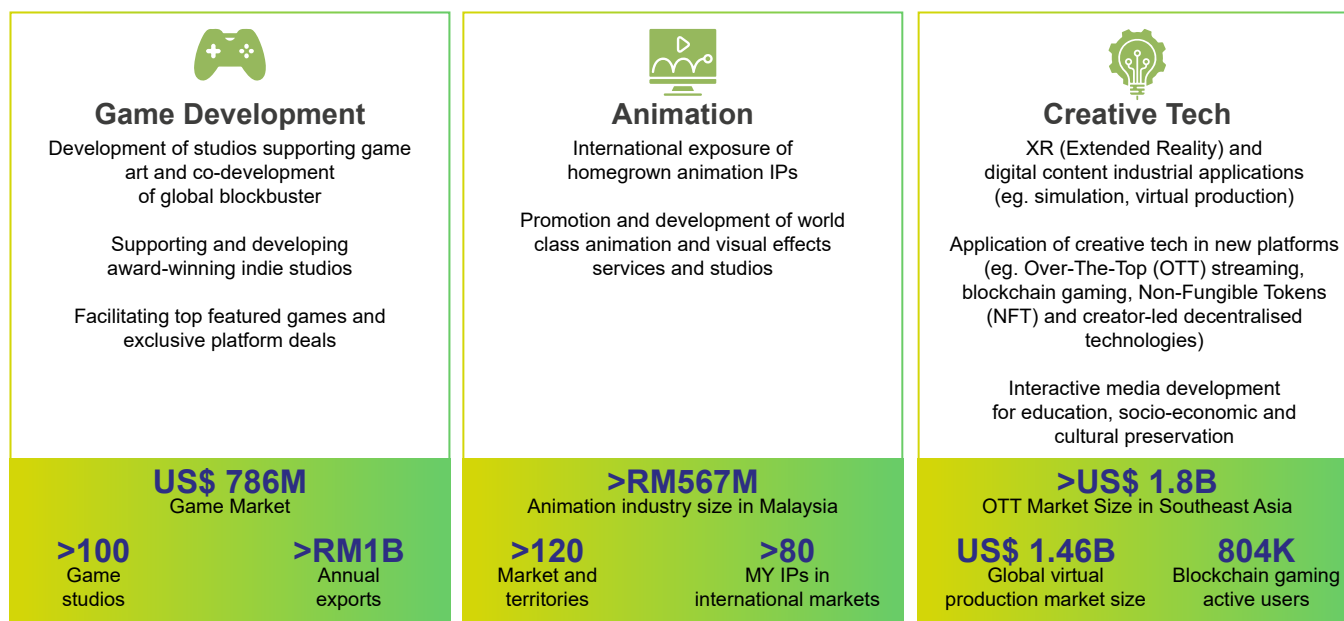 Game Development
Development of studios supporting game
art and co-development
of global blockbuster
Supporting and developing
award-winning indie studios
Facilitating top featured games and
exclusive platform deals
US$ 786M
Game Market
>100
Game
studios
>RM1B
Annual
exports
Animation
International exposure of
homegrown animation IPs
Promotion and development of world
class animation and visual effects
services and studios
>RM567M
Animation industry size in Malaysia
>120
Market and
territories
>80
MY IPs in
international markets
Creative Tech
XR (Extended Reality) and
digital content industrial applications
(eg. simulation, virtual production)
Application of creative tech in new platforms
(eg. Over-The-Top (OTT) streaming,
blockchain gaming, Non-Fungible Tokens
(NFT) and creator-led decentralised
technologies)
Interactive media development
for education, socio-economic and
cultural preservation
>US$ 1.8B
OTT Market Size in Southeast Asia
US$ 1.46B
Global virtual
production market size
804K
Blockchain gaming
active users